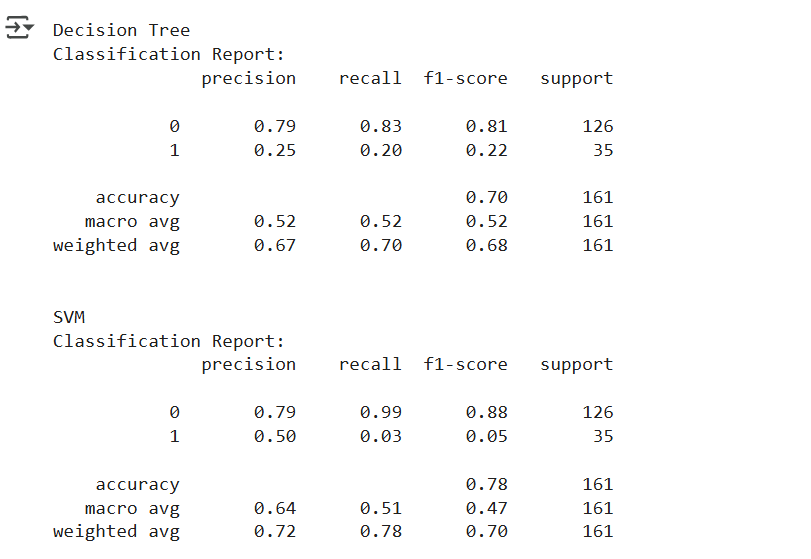 Decision Tree
Classification Report:
precision recall f1-score support
0 0.79 0.83 0.81 126
1 0.25 0.20 0.22 35
accuracy 0.70 161
macro avg 0.52 0.52 0.52 161
weighted avg 0.67 0.70 0.68 161
SVM
Classification Report:
precision recall f1-score support
0 0.79 0.99 0.88 126
1 0.50 0.03 0.05 35
accuracy 0.78 161
macro avg 0.64 0.51 0.47 161
weighted avg 0.72 0.78 0.70 161